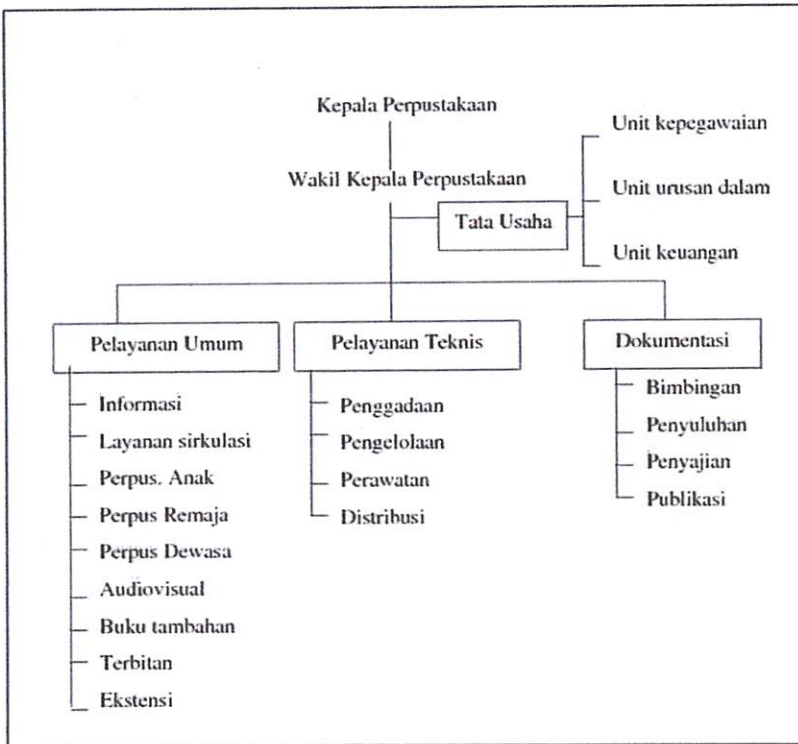 Kepala Perpustakaan
Wakil Kepala Perpustakaan
Tata Usaha
Unit kepegawaian
Unit urusan dalam
Unit keuangan
Pelayanan Umum
Informasi
Layanan sirkulasi
Perpus. Anak
Perpus Remaja
Perpus Dewasa
Audiovisual
Buku tambahan
Terbitan
Ekstensi
Pelayanan Teknis
Penggadaan
Pengelolaan
Perawatan
Distribusi
Dokumentasi
Bimbingan
Penyuluhan
Penyajian
Publikasi